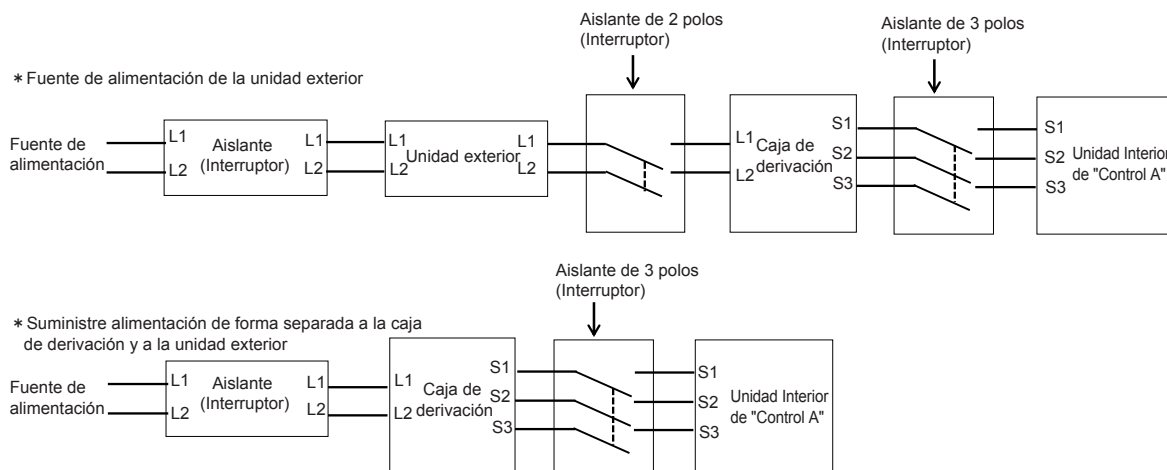 Aislante de 2 polos
(Interruptor)
Aislante de 3 polos
(Interruptor)
* Fuente de alimentación de la unidad exterior
Fuente de
alimentación
L1
L2
Aislante
(Interruptor)
L1
L2
L1
L2
Unidad exterior
L1
L2
L1
L2
Caja de
derivación
S1
S2
S3
S1
S2
S3
Unidad Interior
de "Control A"
Aislante de 3 polos
(Interruptor)
* Suministre alimentación de forma separada a la caja
de derivación y a la unidad exterior
Fuente de
alimentación
L1
L2
Aislante
(Interruptor)
L1
L2
L1
L2
Caja de
derivación
S1
S2
S3
S1
S2
S3
Unidad Interior
de "Control A"